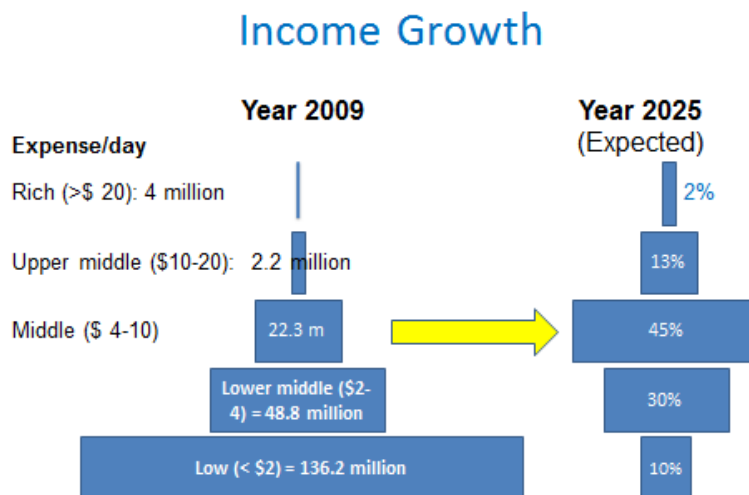 Income Growth
Year 2009
Year 2025
(Expected)
Expense/day
Rich (>$ 20): 4 million
2%
Upper middle ($10-20): 2.2 million
13%
Middle ($ 4-10)
22.3 m
45%
Lower middle ($2-
4) = 48.8 million
30%
Low (< $2) = 136.2 million
10%